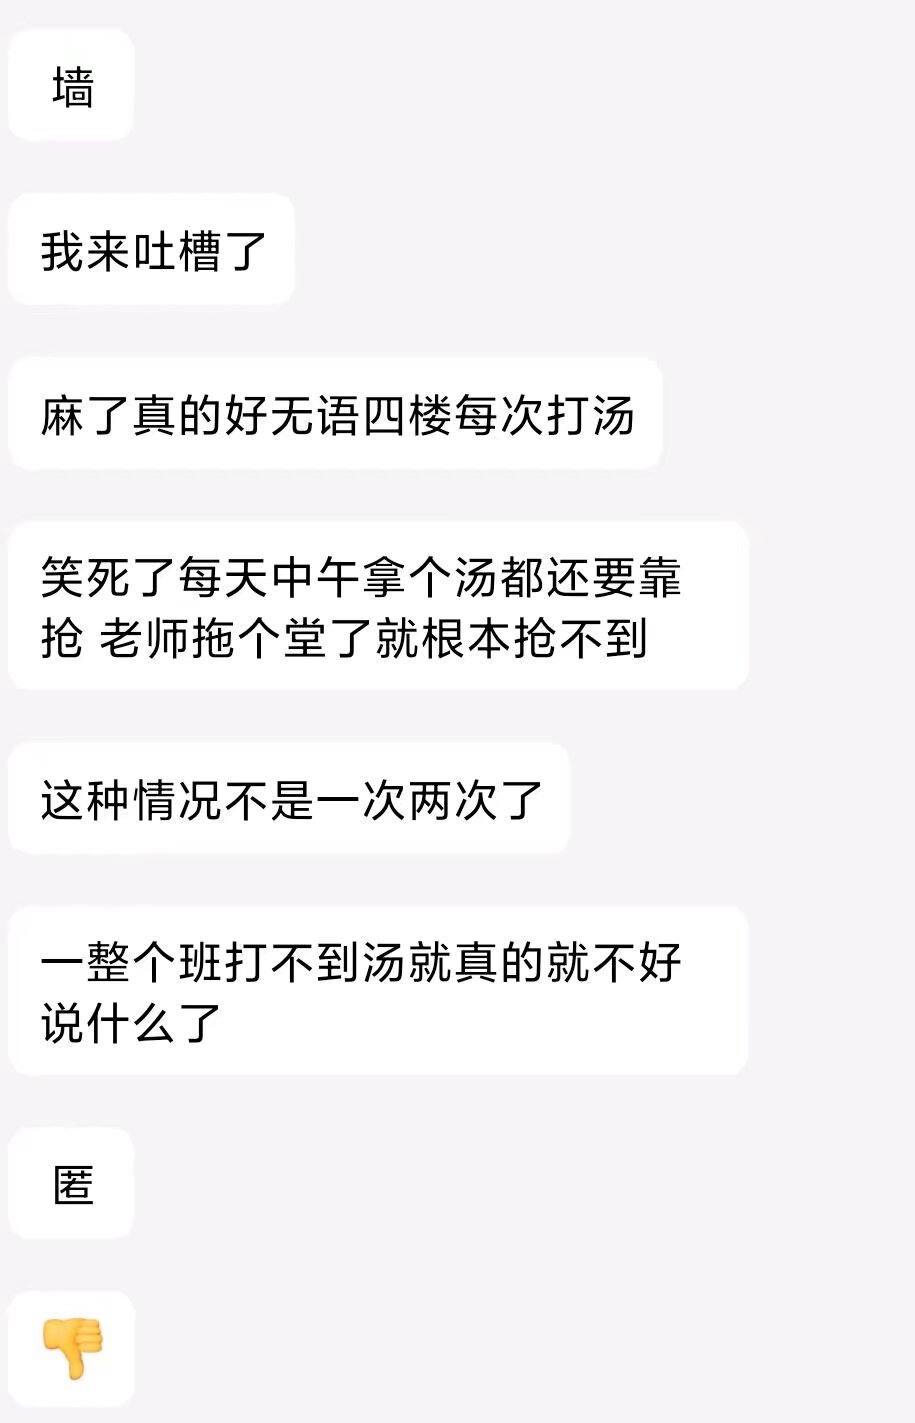 墙
我来吐槽了
麻了真的好无语四楼每次打汤
笑死了每天中午拿个汤都还要靠
抢 老师拖个堂了就根本抢不到
这种情况不是一次两次了
一整个班打不到汤就真的就不好
说什么了
匿
👎